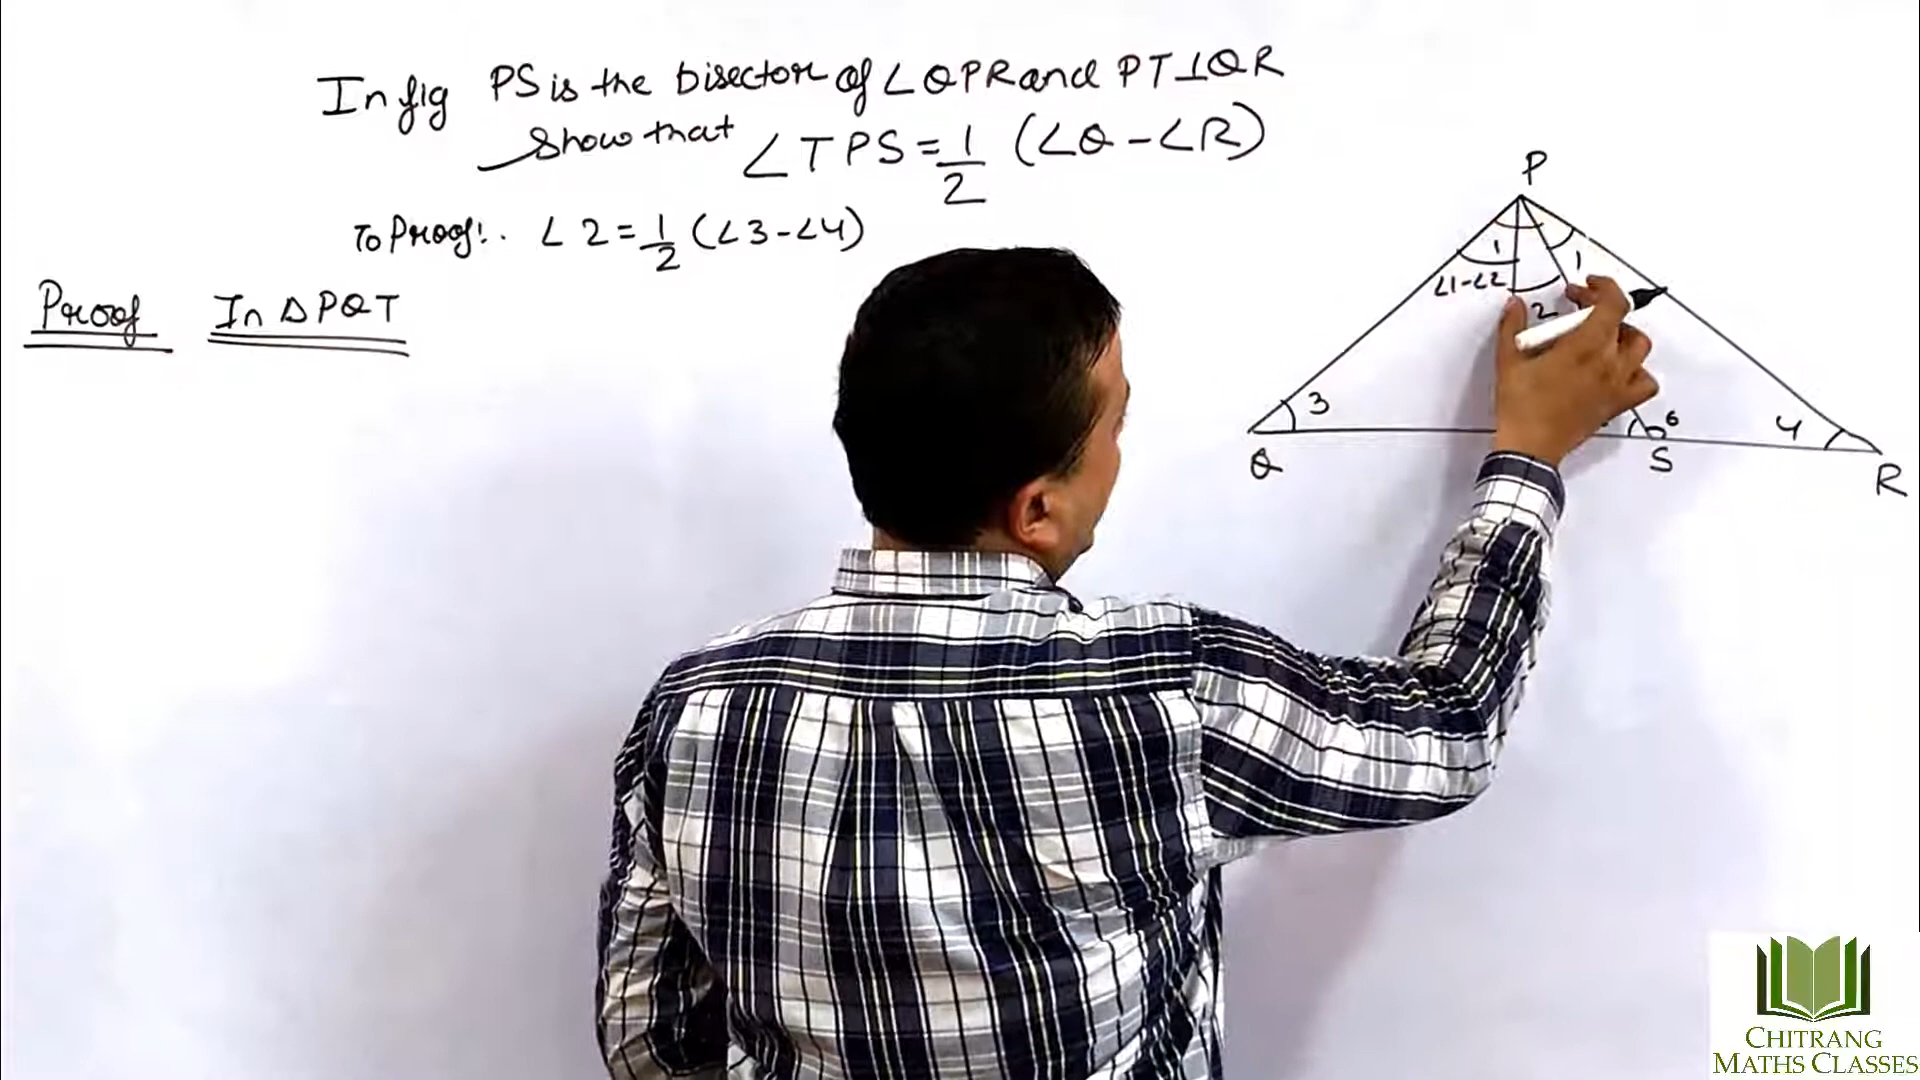 In fig PS is the bisector of ∠QPR and PT⊥QR
Show that ∠TPS = 1/2 (∠Q - ∠R)
To Proof:. ∠2 = 1/2 (∠3 - ∠4)
Proof In Δ PQT
P
1
1
∠1-∠2
2
3
6
4
Q
S
R
CHITRANG
MATHS CLASSES